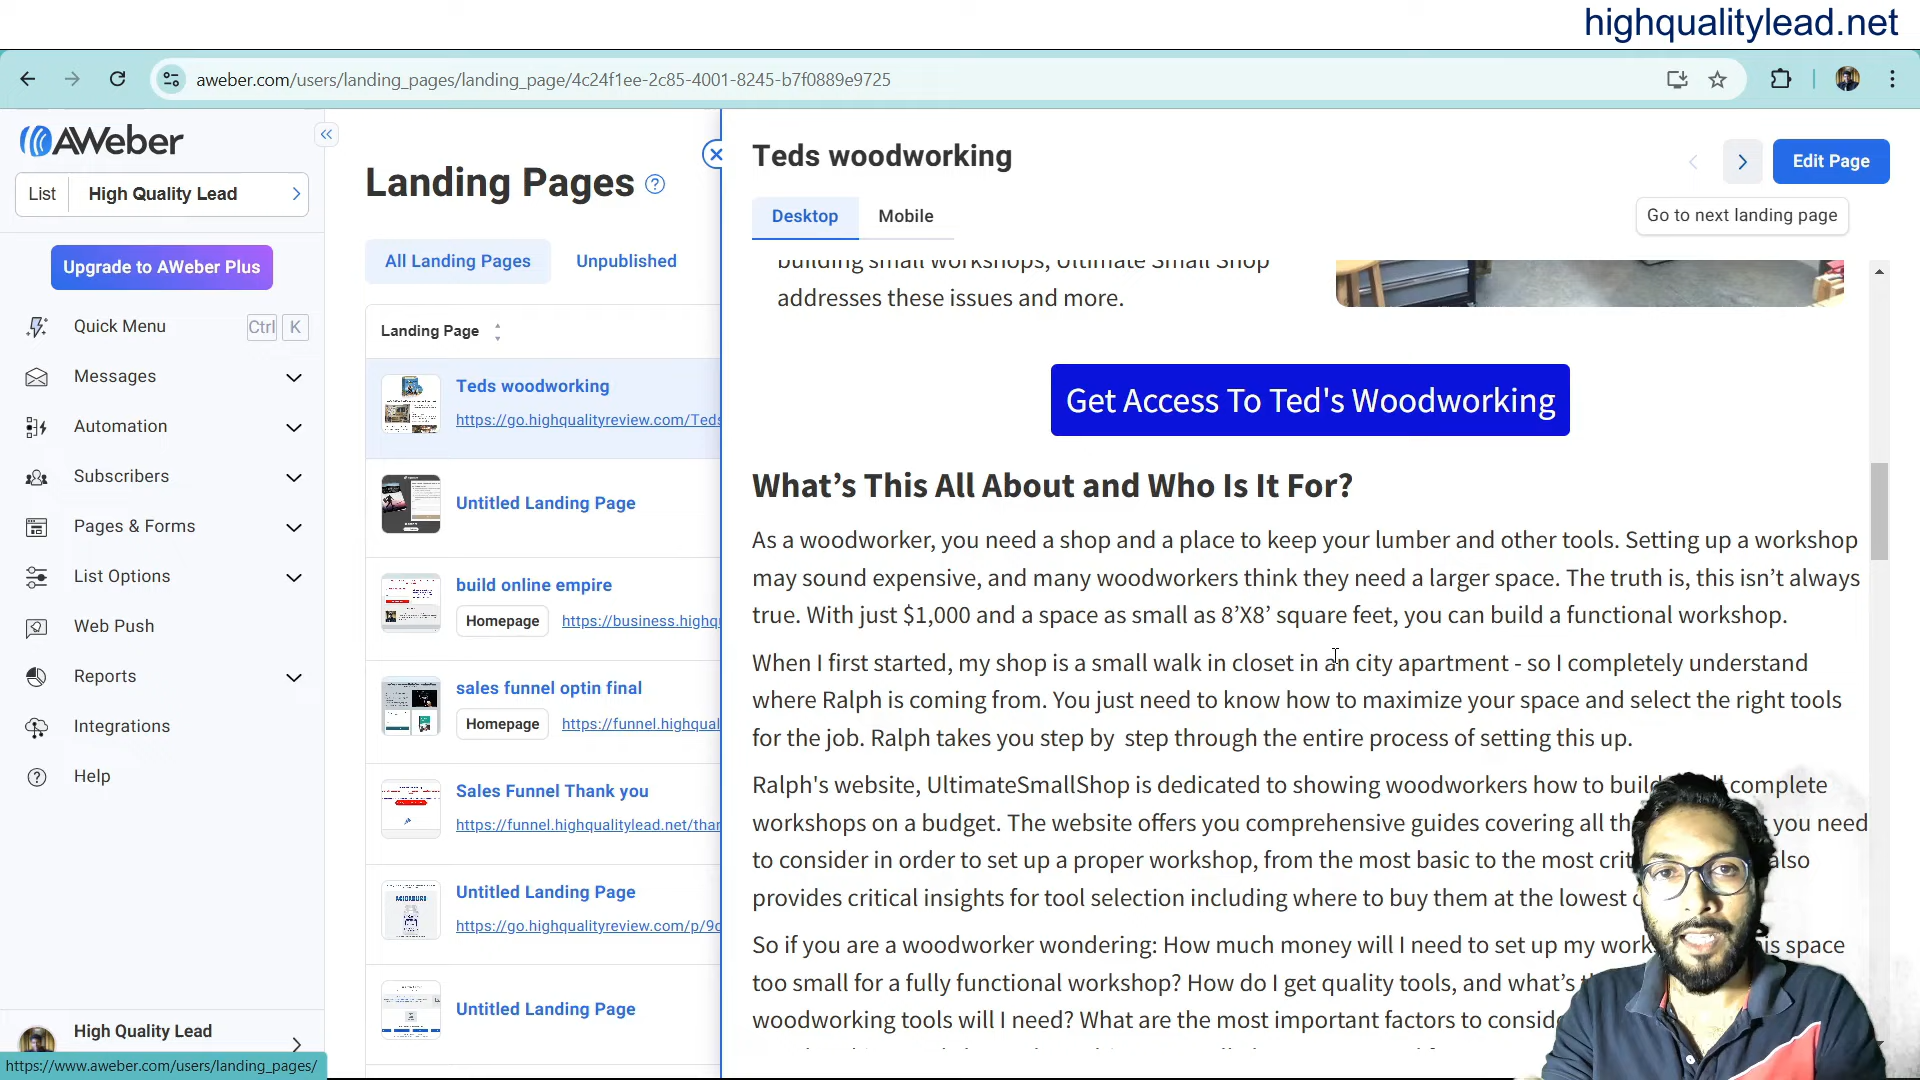 highqualitylead.net
aweber.com/users/landing_pages/landing_page/4c24f1ee-2c85-4001-8245-b7f0889e9725
AWeber
List High Quality Lead
Upgrade to AWeber Plus
Quick Menu Ctrl K
Messages
Automation
Subscribers
Pages & Forms
List Options
Web Push
Reports
Integrations
Help
High Quality Lead
https://www.aweber.com/users/landing_pages/
Landing Pages ?
All Landing Pages Unpublished
Landing Page
Teds woodworking
https://go.highqualityreview.com/Teds
Untitled Landing Page
build online empire
Homepage https://business.highqu
sales funnel optin final
Homepage https://funnel.highqual
Sales Funnel Thank you
https://funnel.highqualitylead.net/than
Untitled Landing Page
https://go.highqualityreview.com/p/9c
Untitled Landing Page
Teds woodworking
Edit Page
Desktop Mobile
Go to next landing page
building small workshops, Ultimate Small Shop
addresses these issues and more.
Get Access To Ted's Woodworking
What’s This All About and Who Is It For?
As a woodworker, you need a shop and a place to keep your lumber and other tools. Setting up a workshop
may sound expensive, and many woodworkers think they need a larger space. The truth is, this isn’t always
true. With just $1,000 and a space as small as 8’X8’ square feet, you can build a functional workshop.
When I first started, my shop is a small walk in closet in an city apartment - so I completely understand
where Ralph is coming from. You just need to know how to maximize your space and select the right tools
for the job. Ralph takes you step by step through the entire process of setting this up.
Ralph's website, UltimateSmallShop is dedicated to showing woodworkers how to build complete
workshops on a budget. The website offers you comprehensive guides covering all you need
to consider in order to set up a proper workshop, from the most basic to the most also
provides critical insights for tool selection including where to buy them at the lowest
So if you are a woodworker wondering: How much money will I need to set up my space
too small for a fully functional workshop? How do I get quality tools, and what’s
woodworking tools will I need? What are the most important factors to